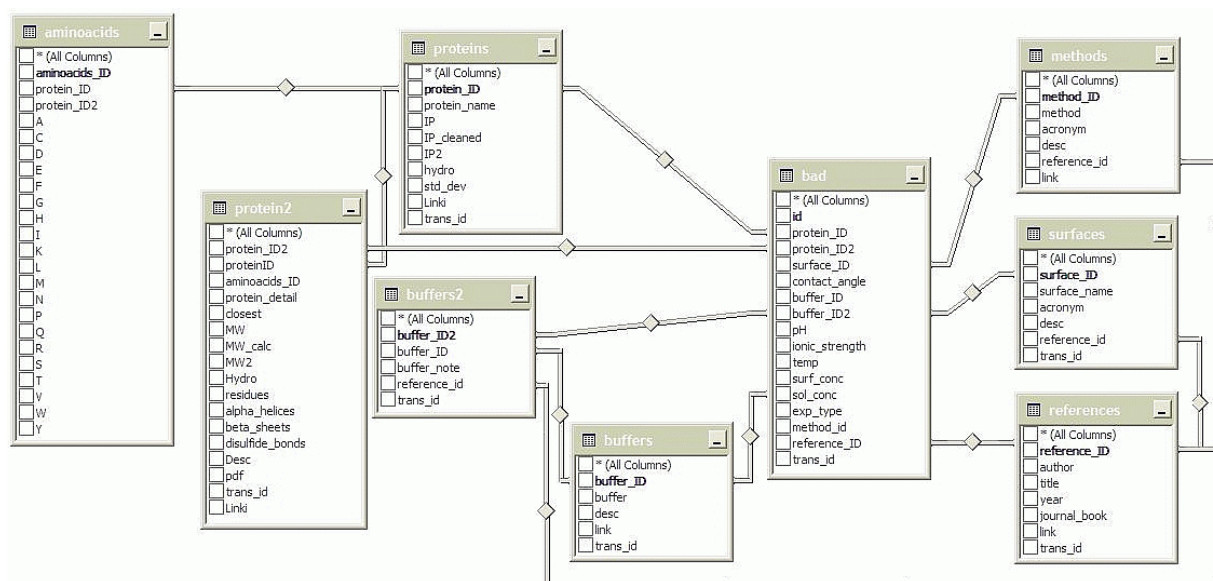 aminoacids
* (All Columns)
aminoacids_ID
protein_ID
protein_ID2
A
C
D
E
F
G
H
I
K
L
M
N
P
Q
R
S
T
V
W
Y
proteins
* (All Columns)
protein_ID
protein_name
IP
IP_cleaned
IP2
hydro
std_dev
Linki
trans_id
protein2
* (All Columns)
protein_ID2
proteinID
aminoacids_ID
protein_detail
closest
MW
MW_calc
MW2
Hydro
residues
alpha_helices
beta_sheets
disulfide_bonds
Desc
pdf
trans_id
Linki
buffers2
* (All Columns)
buffer_ID2
buffer_ID
buffer_note
reference_id
trans_id
buffers
* (All Columns)
buffer_ID
buffer
desc
link
trans_id
bad
* (All Columns)
id
protein_ID
protein_ID2
surface_ID
contact_angle
buffer_ID
buffer_ID2
pH
ionic_strength
temp
surf_conc
sol_conc
exp_type
method_id
reference_ID
trans_id
methods
* (All Columns)
method_ID
method
acronym
desc
reference_id
link
surfaces
* (All Columns)
surface_ID
surface_name
acronym
desc
reference_id
trans_id
references
* (All Columns)
reference_ID
author
title
year
journal_book
link
trans_id